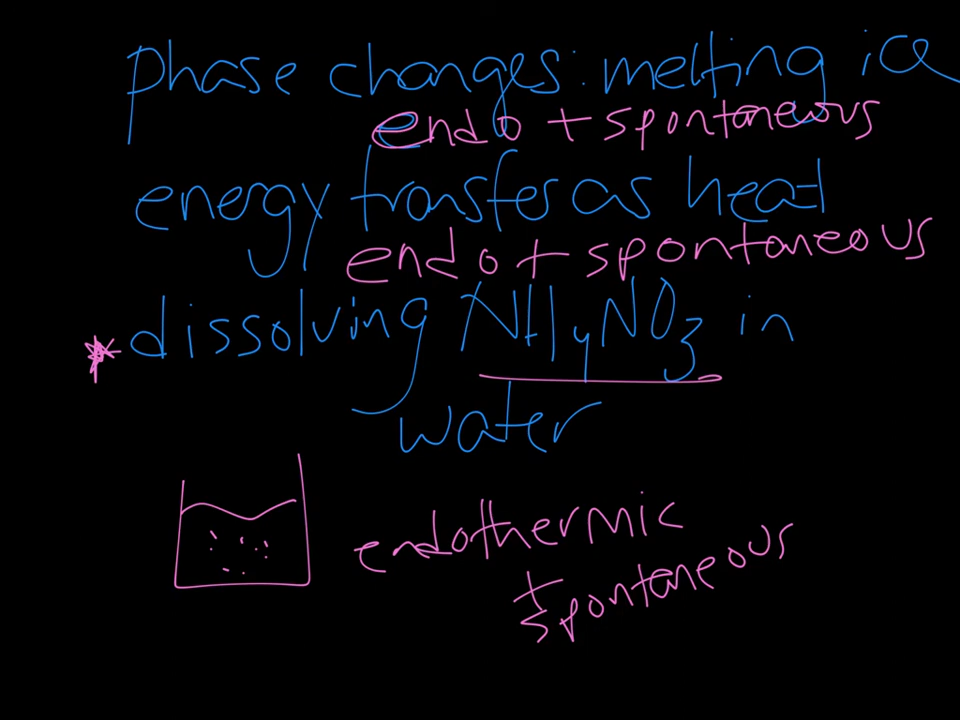 phase changes: melting ice
endo + spontaneous
energy transfer as heat
endo + spontaneous
* dissolving NH4NO3 in
water
endothermic
+
spontaneous